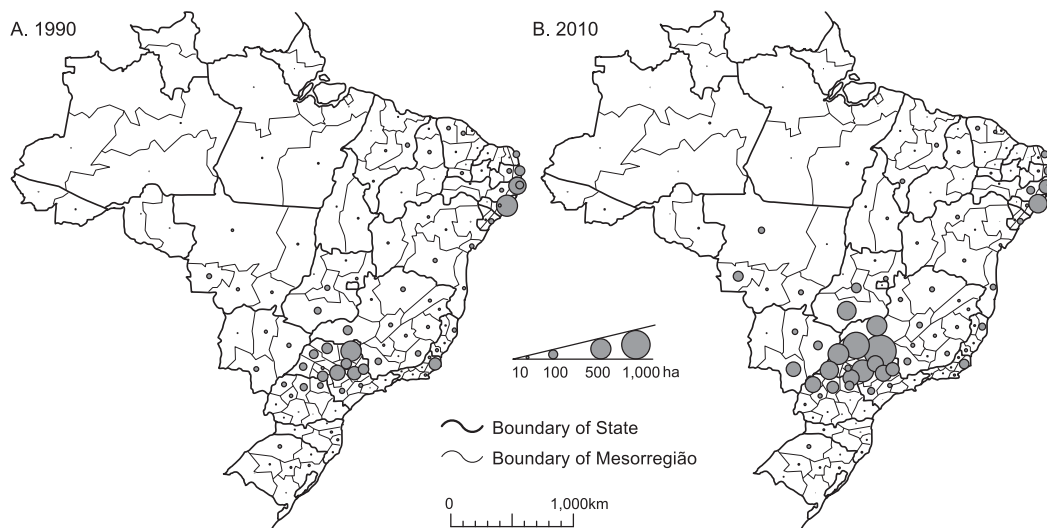 A. 1990
B. 2010
10 100 500 1,000 ha
Boundary of State
Boundary of Mesorregião
0 1,000km